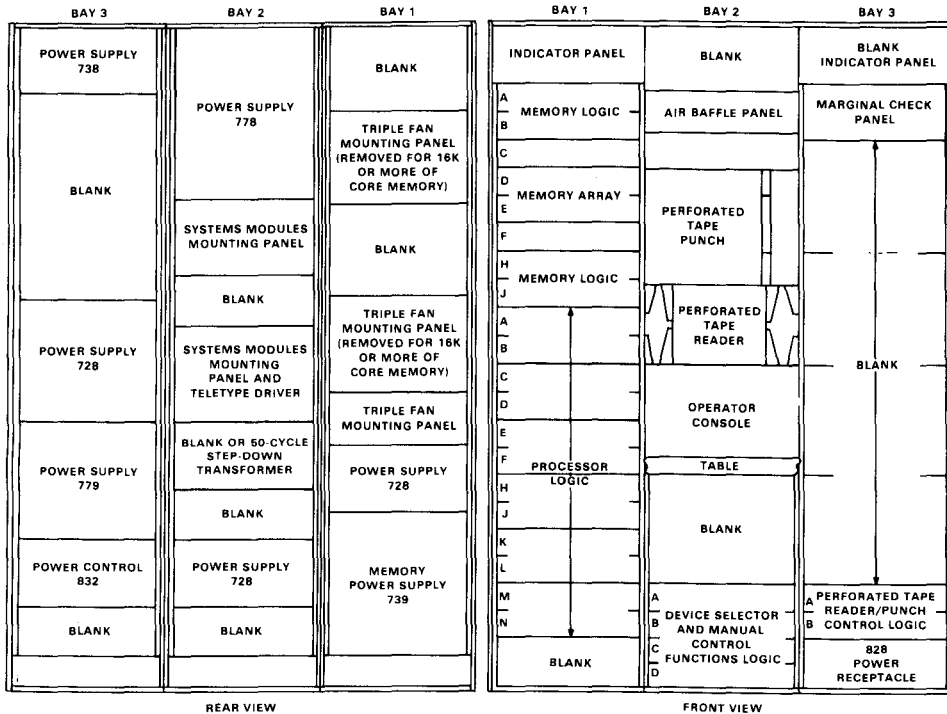 BAY 3
BAY 2
BAY 1
POWER SUPPLY
738
BLANK
POWER SUPPLY
728
POWER SUPPLY
779
POWER CONTROL
832
BLANK
POWER SUPPLY
778
SYSTEMS MODULES
MOUNTING PANEL
BLANK
SYSTEMS MODULES
MOUNTING
PANEL AND
TELETYPE DRIVER
BLANK OR 50-CYCLE
STEP-DOWN
TRANSFORMER
BLANK
POWER SUPPLY
728
BLANK
BLANK
TRIPLE FAN
MOUNTING PANEL
(REMOVED FOR 16K
OR MORE OF
CORE MEMORY)
BLANK
TRIPLE FAN
MOUNTING PANEL
(REMOVED FOR 16K
OR MORE OF
CORE MEMORY)
TRIPLE FAN
MOUNTING PANEL
POWER SUPPLY
728
MEMORY
POWER SUPPLY
739
REAR VIEW
BAY 1
BAY 2
BAY 3
INDICATOR PANEL
A
MEMORY LOGIC
B
C
D
MEMORY ARRAY
E
F
H
MEMORY LOGIC
J
A
B
C
D
E
F
PROCESSOR
LOGIC
H
J
K
L
M
N
BLANK
BLANK
AIR BAFFLE PANEL
PERFORATED
TAPE
PUNCH
PERFORATED
TAPE
READER
OPERATOR
CONSOLE
TABLE
BLANK
A
B
C
D
DEVICE SELECTOR
AND MANUAL
CONTROL
FUNCTIONS LOGIC
BLANK
INDICATOR PANEL
MARGINAL CHECK
PANEL
BLANK
A
B
PERFORATED TAPE
READER/PUNCH
CONTROL LOGIC
828
POWER
RECEPTACLE
FRONT VIEW